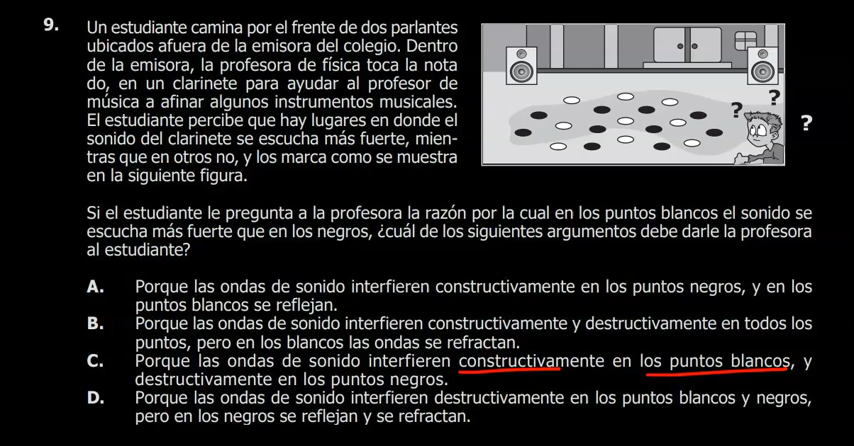 9. Un estudiante camina por el frente de dos parlantes
ubicados afuera de la emisora del colegio. Dentro
de la emisora, la profesora de física toca la nota
do, en un clarinete para ayudar al profesor de
música a afinar algunos instrumentos musicales.
El estudiante percibe que hay lugares en donde el
sonido del clarinete se escucha más fuerte, mien-
tras que en otros no, y los marca como se muestra
en la siguiente figura.
? ? ?
Si el estudiante le pregunta a la profesora la razón por la cual en los puntos blancos el sonido se
escucha más fuerte que en los negros, ¿cuál de los siguientes argumentos debe darle la profesora
al estudiante?
A. Porque las ondas de sonido interfieren constructivamente en los puntos negros, y en los
puntos blancos se reflejan.
B. Porque las ondas de sonido interfieren constructivamente y destructivamente en todos los
puntos, pero en los blancos las ondas se refractan.
C. Porque las ondas de sonido interfieren constructivamente en los puntos blancos, y
destructivamente en los puntos negros.
D. Porque las ondas de sonido interfieren destructivamente en los puntos blancos y negros,
pero en los negros se reflejan y se refractan.